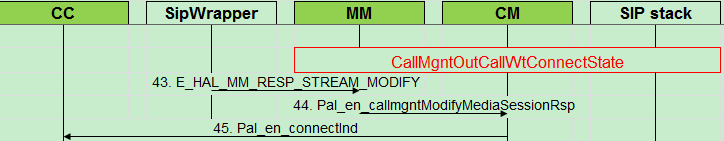 CC SipWrapper MM CM SIP stack
CallMgntOutCallWtConnectState
43. E_HAL_MM_RESP_STREAM_MODIFY
44. Pal_en_callmgntModifyMediaSessionRsp
45. Pal_en_connectInd